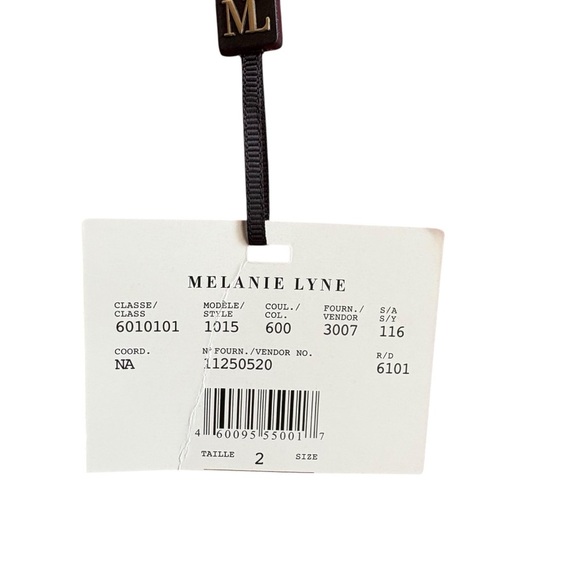 ML
MELANIE LYNE
CLASSE/ MODÈLE/ COUL./ FOURN./ S/A
CLASS STYLE COL. VENDOR S/Y
6010101 1015 600 3007 116
COORD. N°FOURN./VENDOR NO. R/D
NA 11250520 6101
4 60095 55001 7
TAILLE 2 SIZE